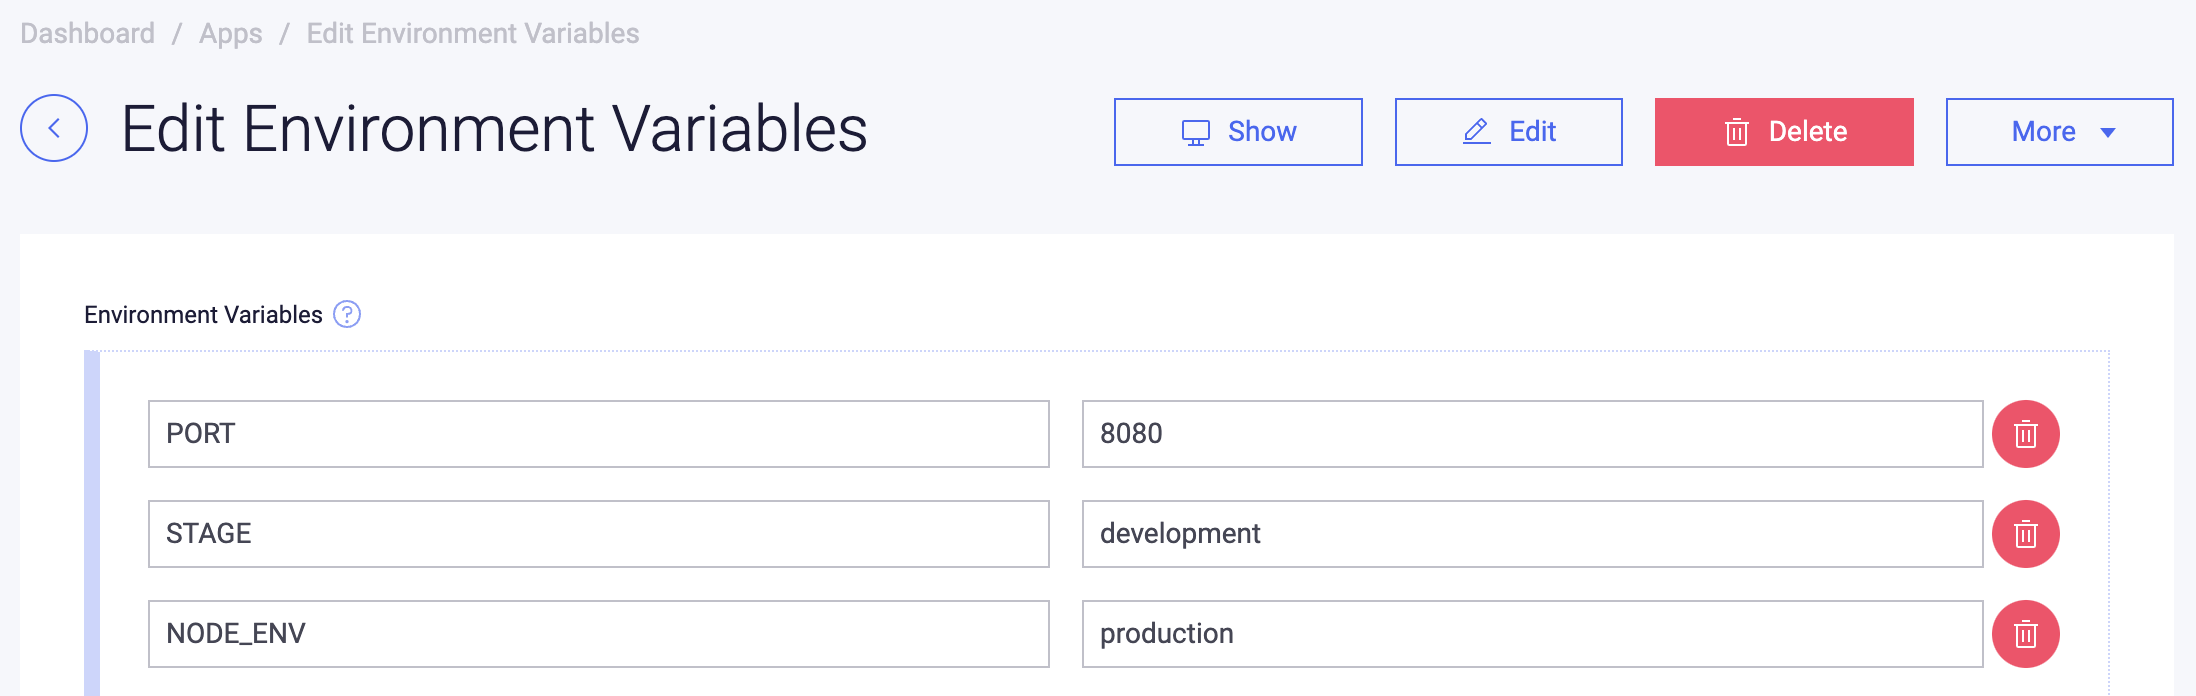 Dashboard / Apps / Edit Environment Variables
Edit Environment Variables
Show Edit Delete More
Environment Variables ?
PORT 8080
STAGE development
NODE_ENV production